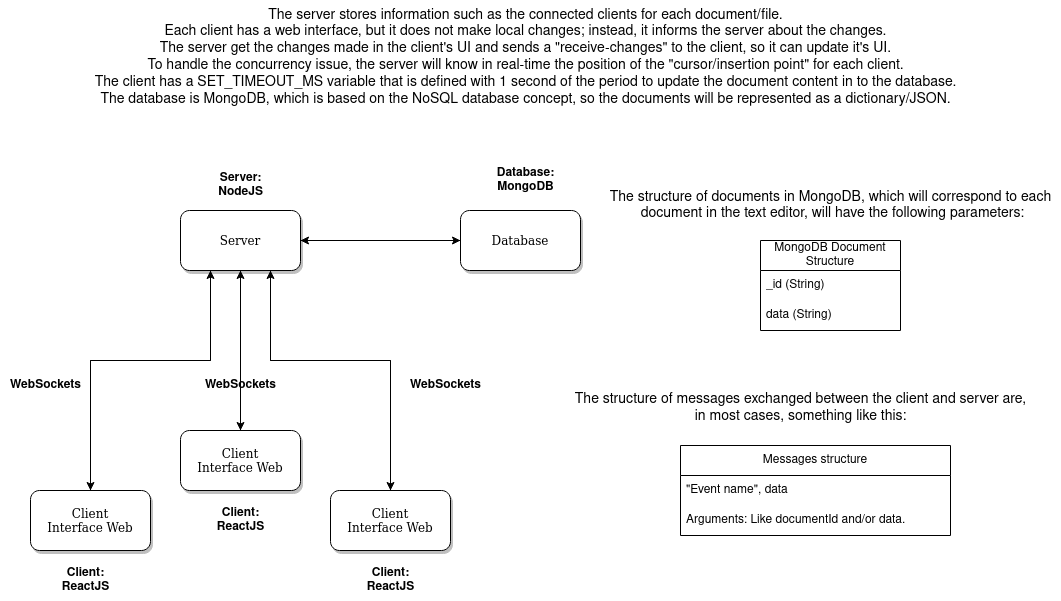 The server stores information such as the connected clients for each document/file.
Each client has a web interface, but it does not make local changes; instead, it informs the server about the changes.
The server get the changes made in the client's UI and sends a "receive-changes" to the client, so it can update it's UI.
To handle the concurrency issue, the server will know in real-time the position of the "cursor/insertion point" for each client.
The client has a SET_TIMEOUT_MS variable that is defined with 1 second of the period to update the document content in to the database.
The database is MongoDB, which is based on the NoSQL database concept, so the documents will be represented as a dictionary/JSON.
Server:
NodeJS
Database:
MongoDB
Server
Database
The structure of documents in MongoDB, which will correspond to each
document in the text editor, will have the following parameters:
MongoDB Document
Structure
_id (String)
data (String)
WebSockets
WebSockets
WebSockets
The structure of messages exchanged between the client and server are,
in most cases, something like this:
Messages structure
"Event name", data
Arguments: Like documentId and/or data.
Client
Interface Web
Client:
ReactJS
Client
Interface Web
Client:
ReactJS
Client
Interface Web
Client:
ReactJS